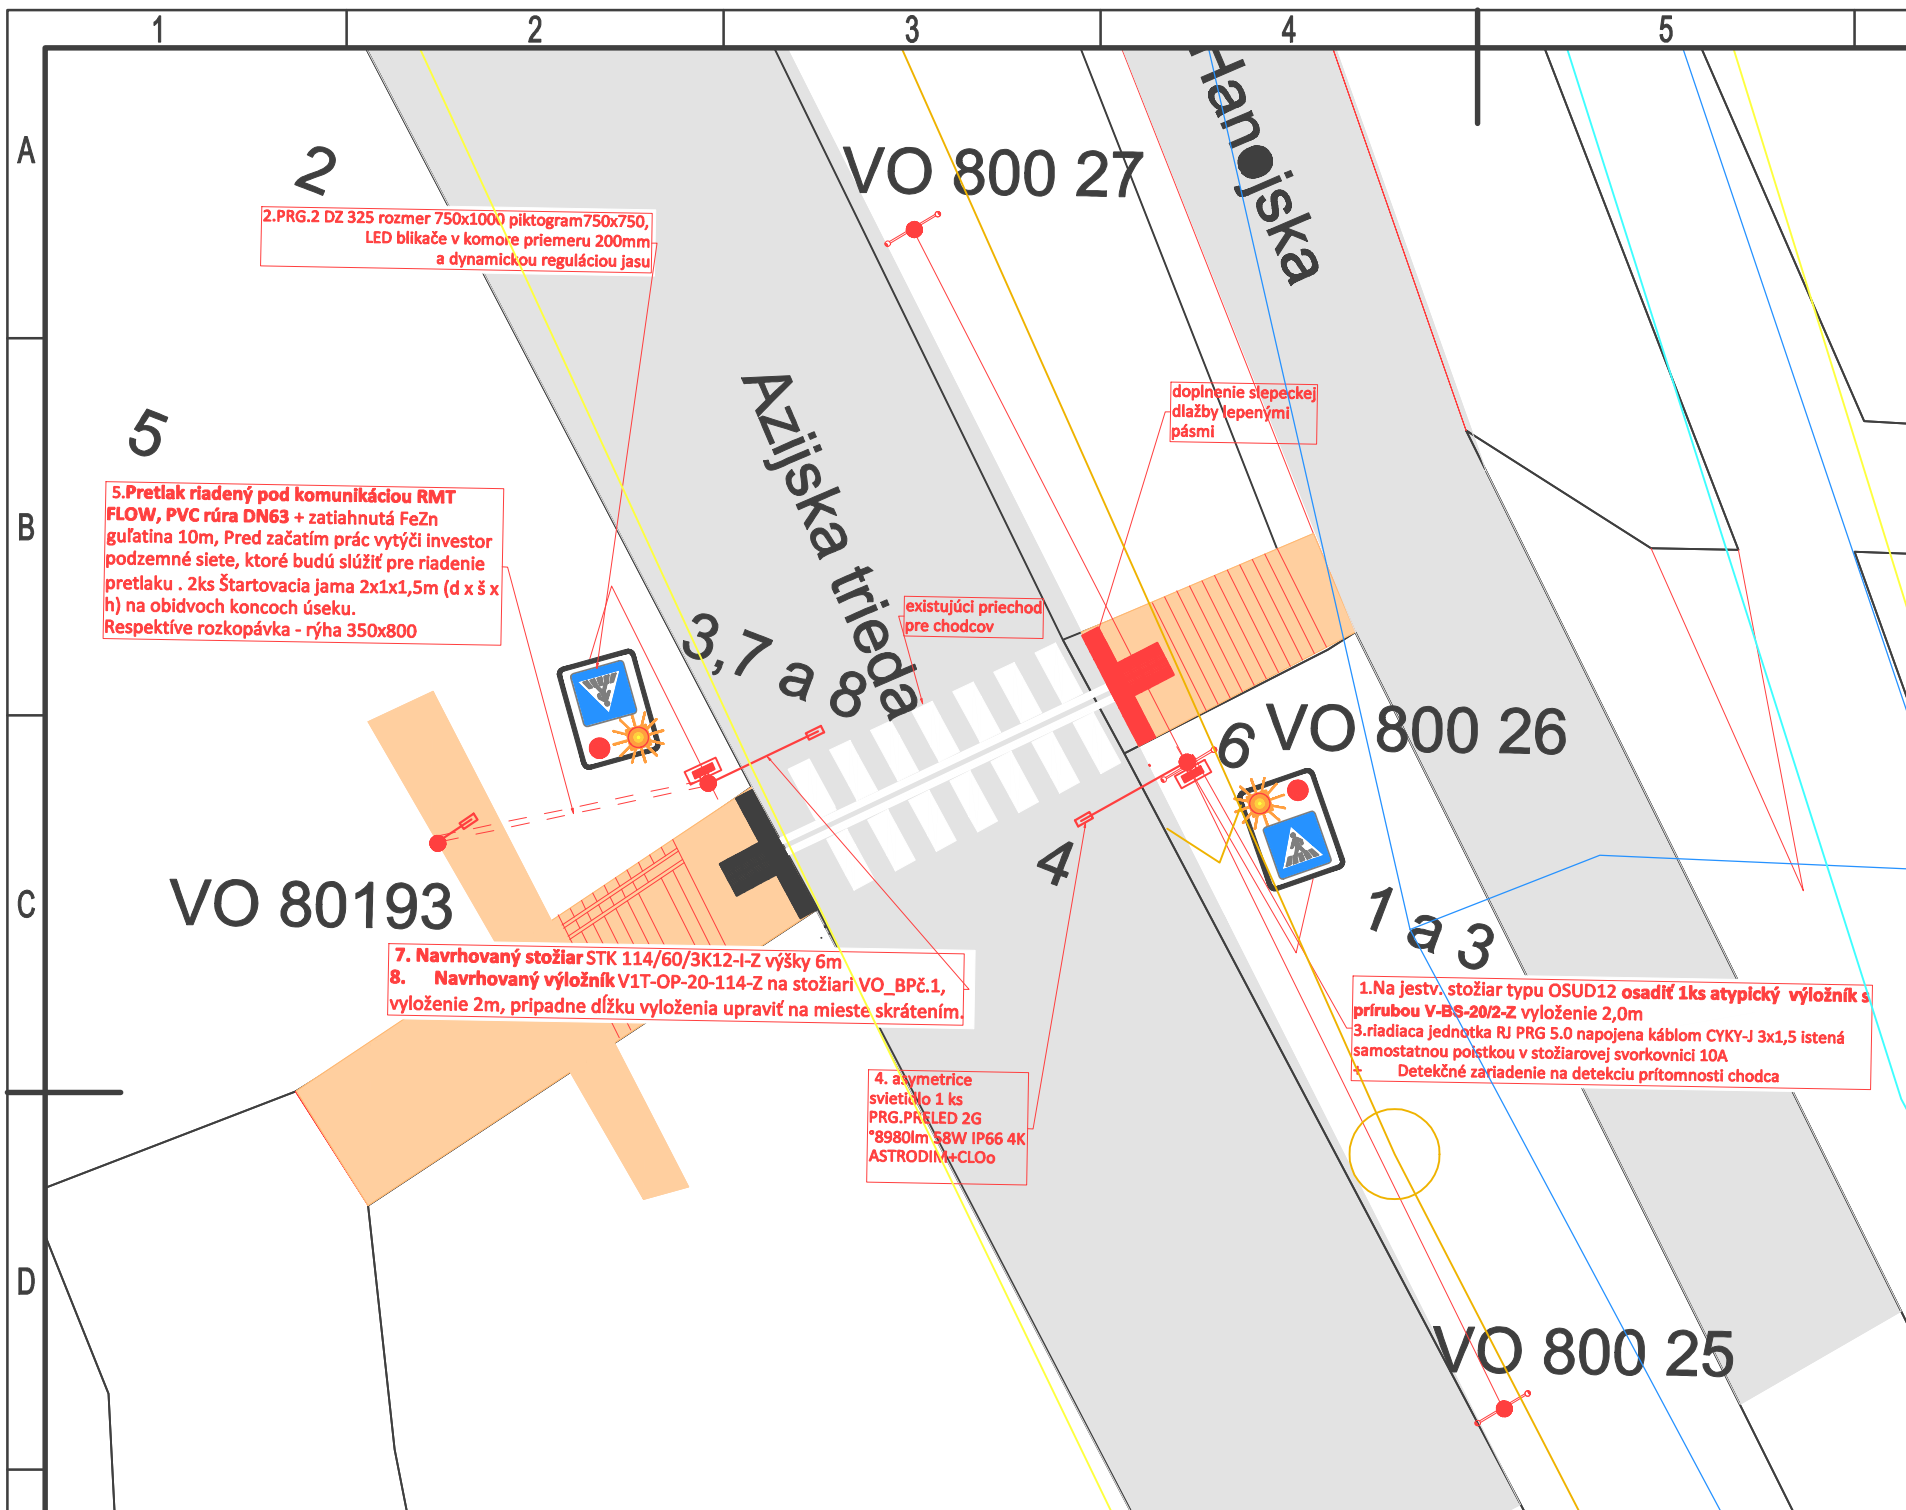 1 2 3 4 5
A
B
C
D
2
2.PRG.2 DZ 325 rozmer 750x1000 piktogram750x750,
LED blikače v komore priemeru 200mm
a dynamickou reguláciou jasu
VO 800 27
Hanojska
5
5.Pretlak riadený pod komunikáciou RMT
FLOW, PVC rúra DN63 + zatiahnutá FeZn
guľatina 10m, Pred začatím prác vytýči investor
podzemné siete, ktoré budú slúžiť pre riadenie
pretlaku . 2ks Štartovacia jama 2x1x1,5m (d x š x
h) na obidvoch koncoch úseku.
Respektíve rozkopávka - rýha 350x800
Azijska trieda
doplnenie slepeckej
dlažby lepenými
pásmi
existujúci priechod
pre chodcov
3,7 a 8
6
VO 800 26
4
1 a 3
VO 80193
7. Navrhovaný stožiar STK 114/60/3K12-I-Z výšky 6m
8. Navrhovaný výložník V1T-OP-20-114-Z na stožiari VO_BPč.1,
vyloženie 2m, pripadne dĺžku vyloženia upraviť na mieste skrátením.
1.Na jestv. stožiar typu OSUD12 osadiť 1ks atypický výložník s
prírubou V-BS-20/2-Z vyloženie 2,0m
3.riadiaca jednotka RJ PRG 5.0 napojena káblom CYKY-J 3x1,5 istená
samostatnou poistkou v stožiarovej svorkovnici 10A
+ Detekčné zariadenie na detekciu prítomnosti chodca
4. asymetrice
svietidlo 1 ks
PRG.PRELED 2G
°8980lm 58W IP66 4K
ASTRODIM+CLOo
VO 800 25